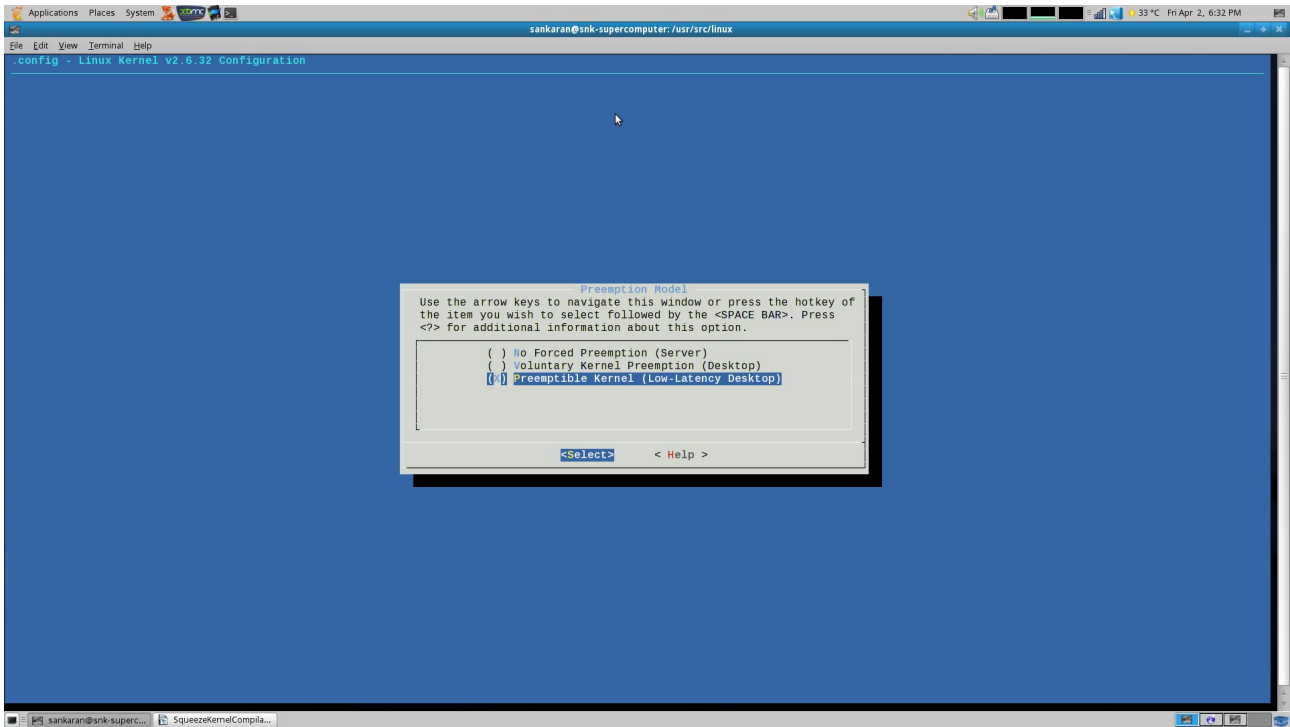 Applications Places System xbmc 33 °C Fri Apr 2, 6:32 PM
sankaran@snk-supercomputer: /usr/src/linux
File Edit View Terminal Help
.config - Linux Kernel v2.6.32 Configuration
Preemption Model
Use the arrow keys to navigate this window or press the hotkey of
the item you wish to select followed by the <SPACE BAR>. Press
<?> for additional information about this option.
( ) No Forced Preemption (Server)
( ) Voluntary Kernel Preemption (Desktop)
(X) Preemptible Kernel (Low-Latency Desktop)
<Select> < Help >
sankaran@snk-superc... SqueezeKernelCompila...